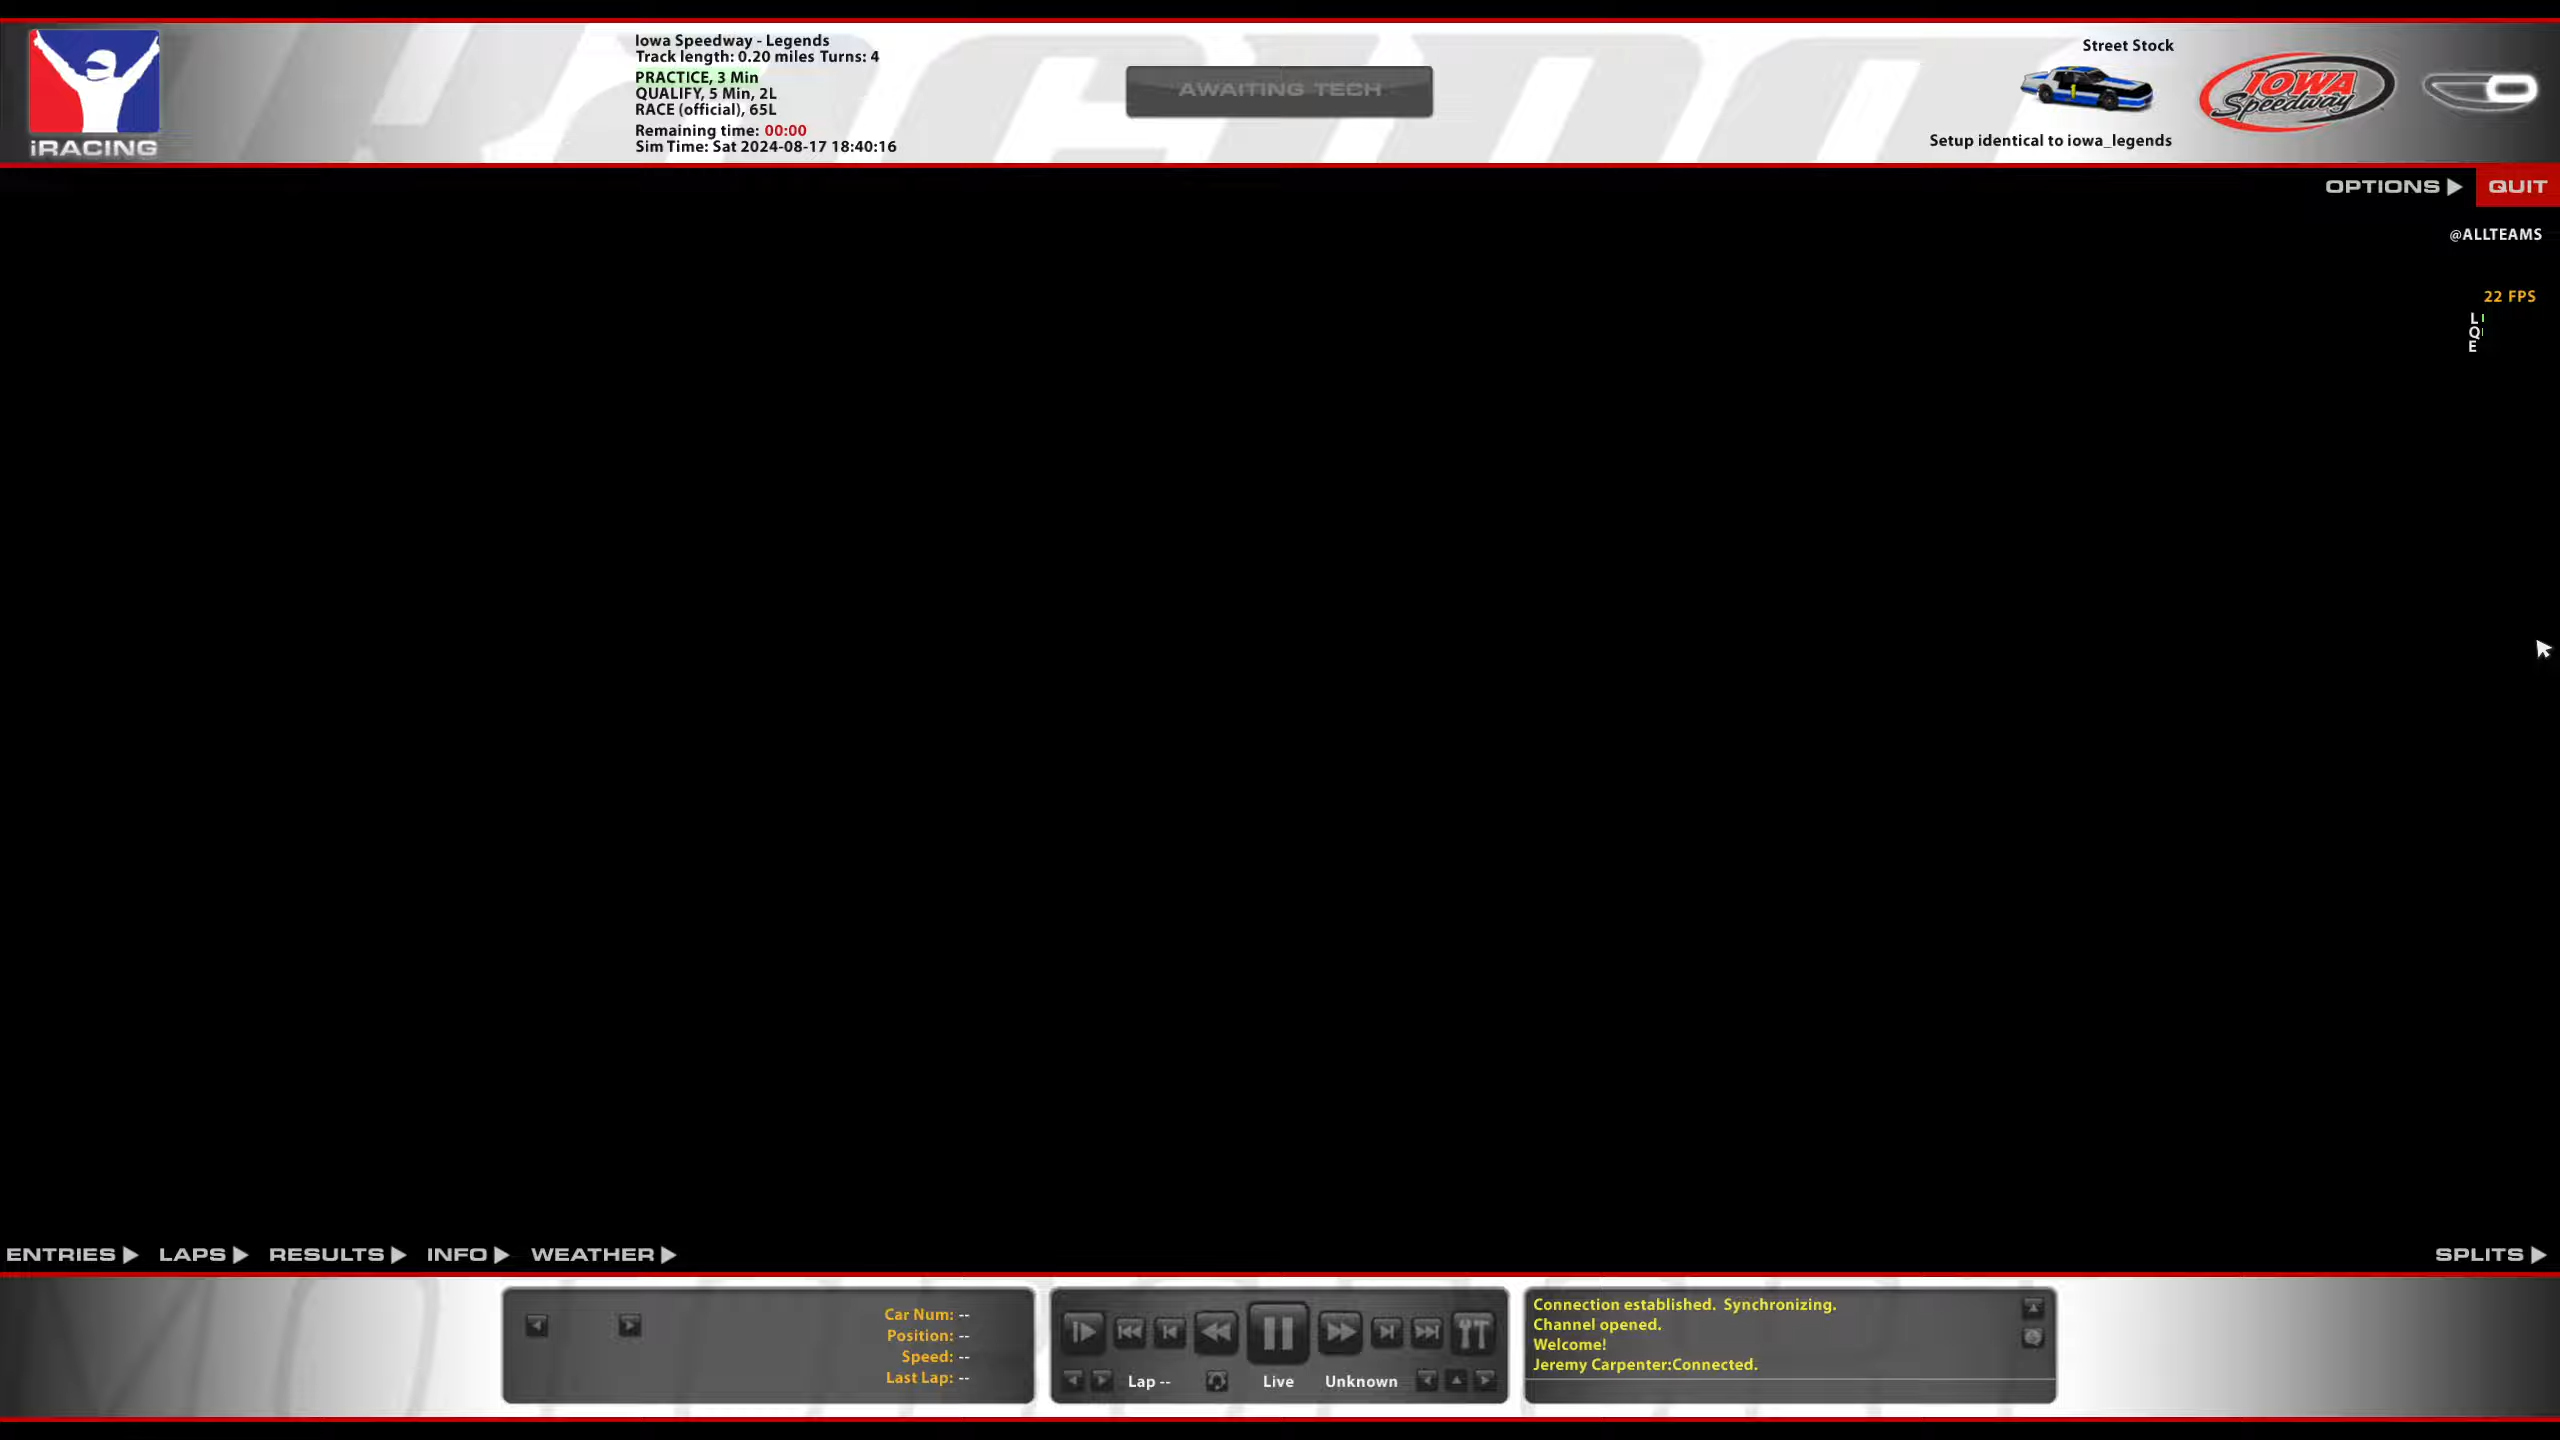 iRACING
Iowa Speedway - Legends
Track length: 0.20 miles Turns: 4
PRACTICE, 3 Min
QUALIFY, 5 Min, 2L
RACE (official), 65L
Remaining time: 00:00
Sim Time: Sat 2024-08-17 18:40:16
AWAITING TECH
Street Stock
1
Setup identical to iowa_legends
IOWA
Speedway
OPTIONS
QUIT
@ALLTEAMS
22 FPS
L
Q
E
ENTRIES
LAPS
RESULTS
INFO
WEATHER
SPLITS
Car Num: --
Position: --
Speed: --
Last Lap: --
Lap --
Live
Unknown
Connection established.  Synchronizing.
Channel opened.
Welcome!
Jeremy Carpenter:Connected.